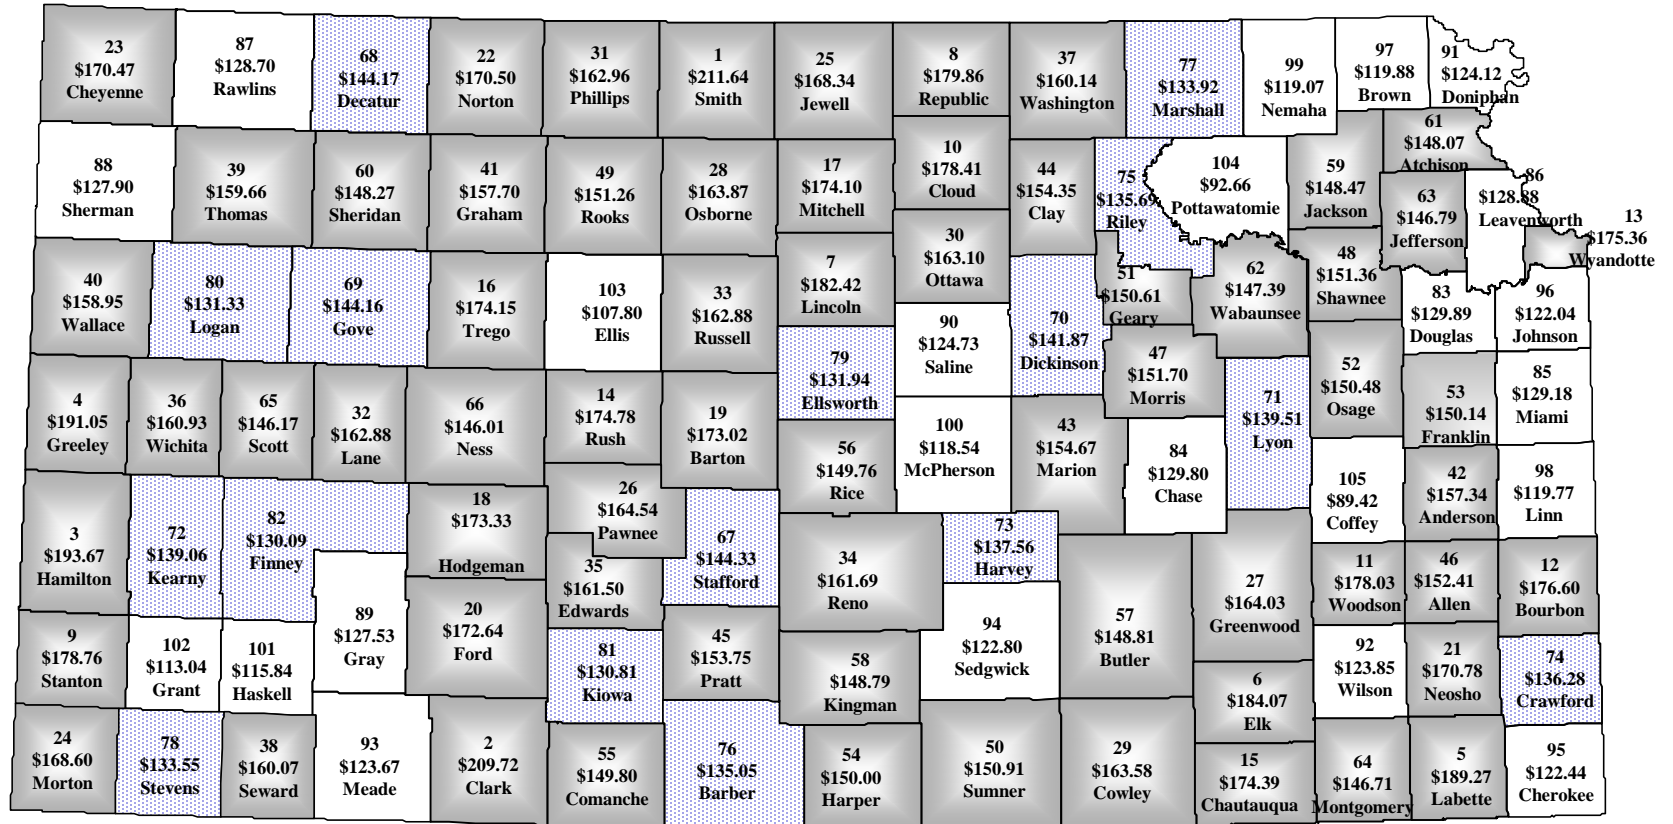 23
$170.47
Cheyenne
87
$128.70
Rawlins
68
$144.17
Decatur
22
$170.50
Norton
31
$162.96
Phillips
1
$211.64
Smith
25
$168.34
Jewell
8
$179.86
Republic
37
$160.14
Washington
77
$133.92
Marshall
99
$119.07
Nemaha
97
$119.88
Brown
91
$124.12
Doniphan
88
$127.90
Sherman
39
$159.66
Thomas
60
$148.27
Sheridan
41
$157.70
Graham
49
$151.26
Rooks
28
$163.87
Osborne
17
$174.10
Mitchell
10
$178.41
Cloud
44
$154.35
Clay
75
$135.69
Riley
104
$92.66
Pottawatomie
59
$148.47
Jackson
61
$148.07
Atchison
63
$146.79
Jefferson
86
$128.88
Leavenworth
13
$175.36
Wyandotte
40
$158.95
Wallace
80
$131.33
Logan
69
$144.16
Gove
16
$174.15
Trego
103
$107.80
Ellis
33
$162.88
Russell
7
$182.42
Lincoln
30
$163.10
Ottawa
90
$124.73
Saline
70
$141.87
Dickinson
51
$150.61
Geary
62
$147.39
Wabaunsee
48
$151.36
Shawnee
83
$129.89
Douglas
96
$122.04
Johnson
4
$191.05
Greeley
36
$160.93
Wichita
65
$146.17
Scott
32
$162.88
Lane
66
$146.01
Ness
14
$174.78
Rush
19
$173.02
Barton
79
$131.94
Ellsworth
56
$149.76
Rice
100
$118.54
McPherson
43
$154.67
Marion
47
$151.70
Morris
84
$129.80
Chase
71
$139.51
Lyon
52
$150.48
Osage
53
$150.14
Franklin
85
$129.18
Miami
3
$193.67
Hamilton
72
$139.06
Kearny
82
$130.09
Finney
18
$173.33
Hodgeman
26
$164.54
Pawnee
35
$161.50
Edwards
67
$144.33
Stafford
34
$161.69
Reno
73
$137.56
Harvey
105
$89.42
Coffey
42
$157.34
Anderson
98
$119.77
Linn
9
$178.76
Stanton
102
$113.04
Grant
101
$115.84
Haskell
89
$127.53
Gray
20
$172.64
Ford
81
$130.81
Kiowa
45
$153.75
Pratt
58
$148.79
Kingman
94
$122.80
Sedgwick
57
$148.81
Butler
27
$164.03
Greenwood
11
$178.03
Woodson
46
$152.41
Allen
12
$176.60
Bourbon
92
$123.85
Wilson
21
$170.78
Neosho
74
$136.28
Crawford
24
$168.60
Morton
78
$133.55
Stevens
38
$160.07
Seward
93
$123.67
Meade
2
$209.72
Clark
55
$149.80
Comanche
76
$135.05
Barber
54
$150.00
Harper
50
$150.91
Sumner
29
$163.58
Cowley
6
$184.07
Elk
15
$174.39
Chautauqua
64
$146.71
Montgomery
5
$189.27
Labette
95
$122.44
Cherokee